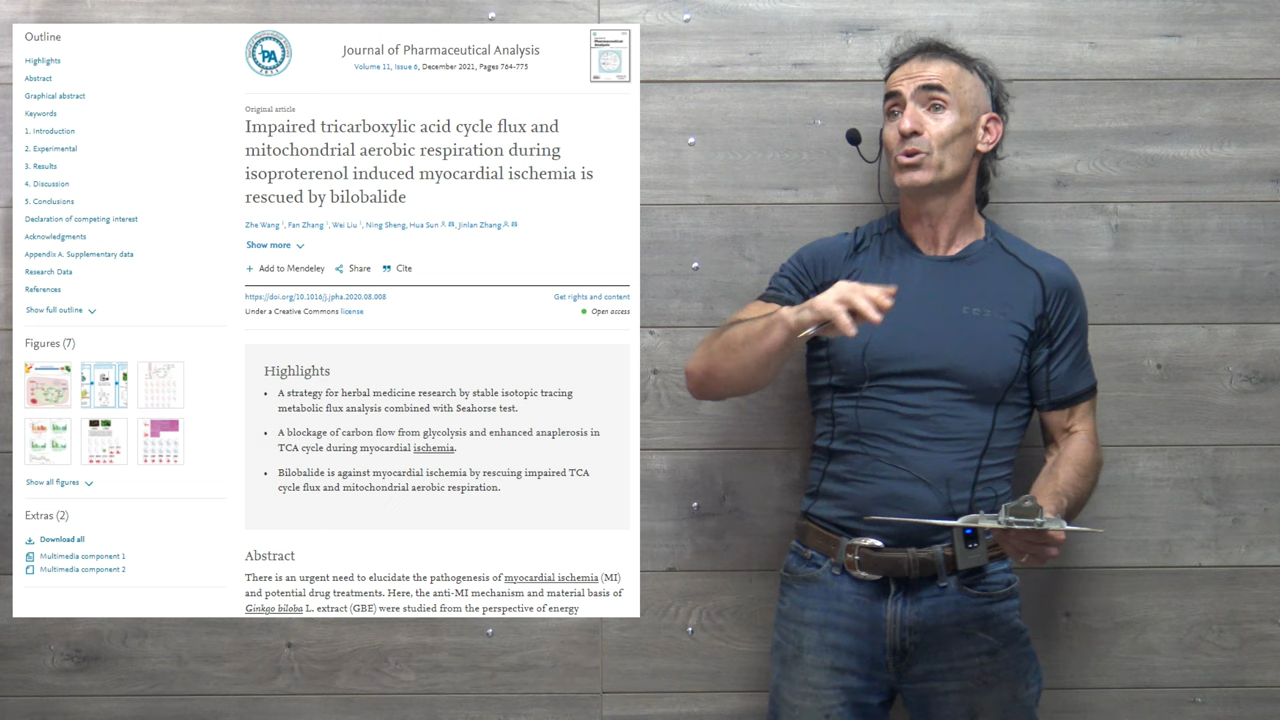 Outline
Highlights
Abstract
Graphical abstract
Keywords
1. Introduction
2. Experimental
3. Results
4. Discussion
5. Conclusions
Declaration of competing interest
Acknowledgments
Appendix A. Supplementary data
Research Data
References
Show full outline
Figures (7)
Show all figures
Extras (2)
Download all
Multimedia component 1
Multimedia component 2
PA
Journal of Pharmaceutical Analysis
Volume 11, Issue 6, December 2021, Pages 764-775
Original article
Impaired tricarboxylic acid cycle flux and
mitochondrial aerobic respiration during
isoproterenol induced myocardial ischemia is
rescued by bilobalide
Zhe Wang 1, Fan Zhang 1, Wei Liu 1, Ning Sheng, Hua Sun, Jinlan Zhang
Show more
+ Add to Mendeley Share Cite
https://doi.org/10.1016/j.jpha.2020.08.008 Get rights and content
Under a Creative Commons license Open access
Highlights
• A strategy for herbal medicine research by stable isotopic tracing
metabolic flux analysis combined with Seahorse test.
• A blockage of carbon flow from glycolysis and enhanced anaplerosis in
TCA cycle during myocardial ischemia.
• Bilobalide is against myocardial ischemia by rescuing impaired TCA
cycle flux and mitochondrial aerobic respiration.
Abstract
There is an urgent need to elucidate the pathogenesis of myocardial ischemia (MI)
and potential drug treatments. Here, the anti-MI mechanism and material basis of
Ginkgo biloba L. extract (GBE) were studied from the perspective of energy